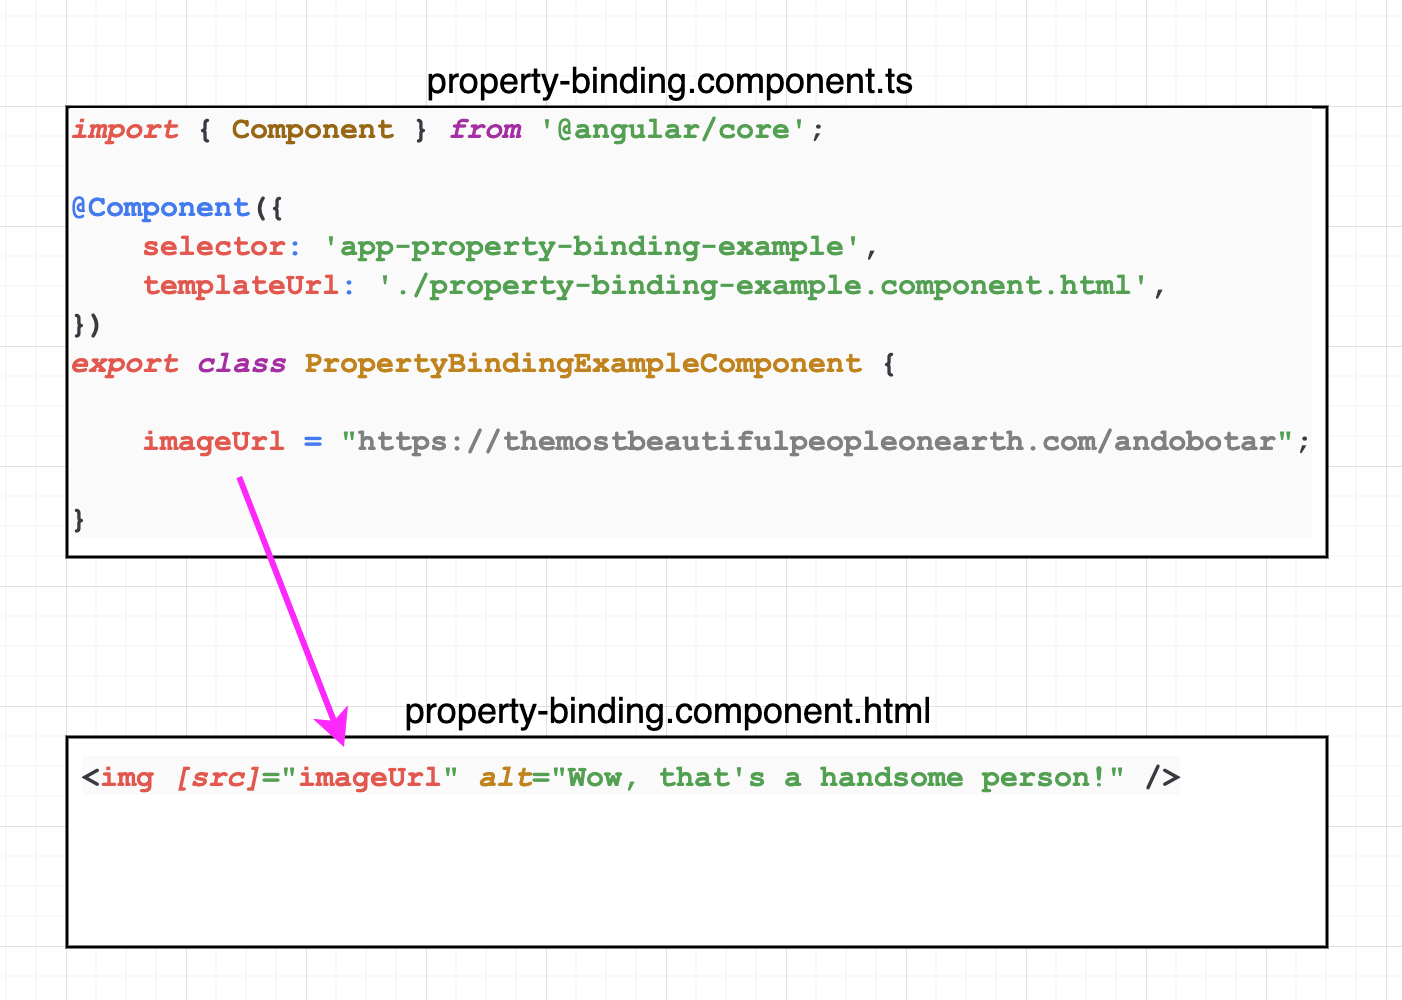 property-binding.component.ts
import { Component } from '@angular/core';
@Component({
    selector: 'app-property-binding-example',
    templateUrl: './property-binding-example.component.html',
})
export class PropertyBindingExampleComponent {
    imageUrl = "https://themostbeautifulpeopleonearth.com/andobotar";
}
property-binding.component.html
<img [src]="imageUrl" alt="Wow, that's a handsome person!" />